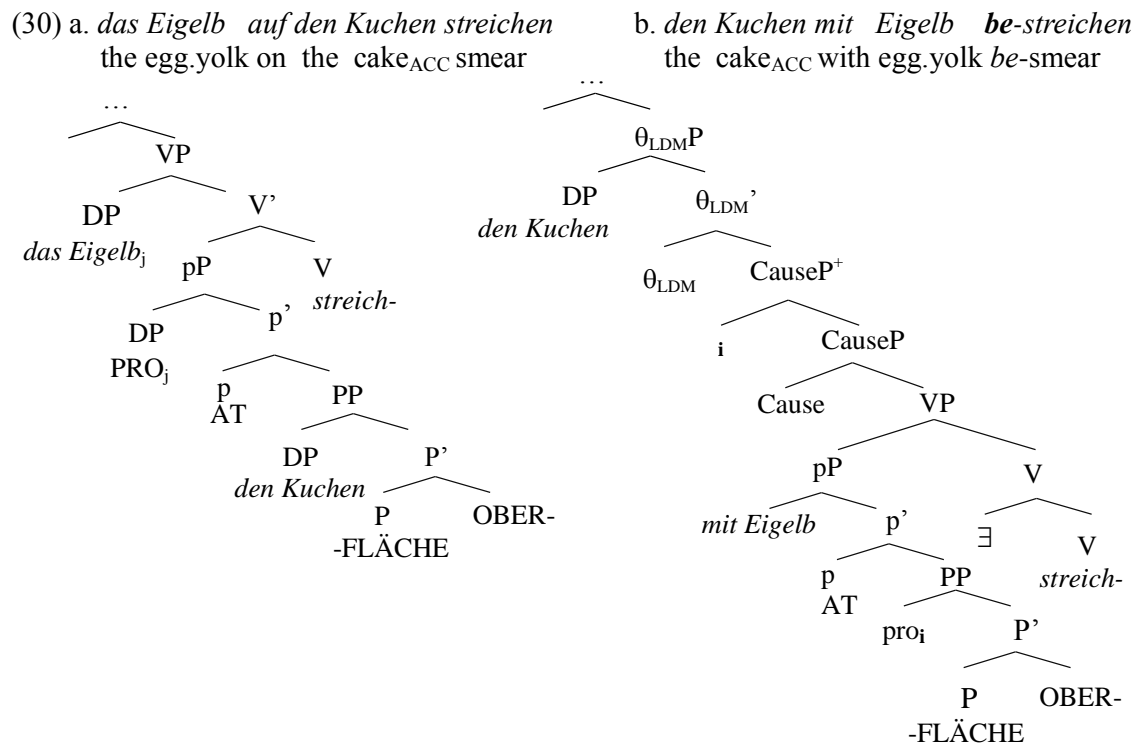 (30) a. das Eigelb auf den Kuchen streichen b. den Kuchen mit Eigelb be-streichen
the egg.yolk on the cakeACC smear the cakeACC with egg.yolk be-smear
… …
VP θLDMP
DP V’ DP θLDM’
das Eigelbj den Kuchen
pP V θLDM CauseP+
streich-
DP p’ i CauseP
PROj
p PP Cause VP
AT
DP P’ pP V
den Kuchen
P OBER- mit Eigelb p’ ∃ V
-FLÄCHE streich-
p PP
AT
proi P’
P OBER-
-FLÄCHE